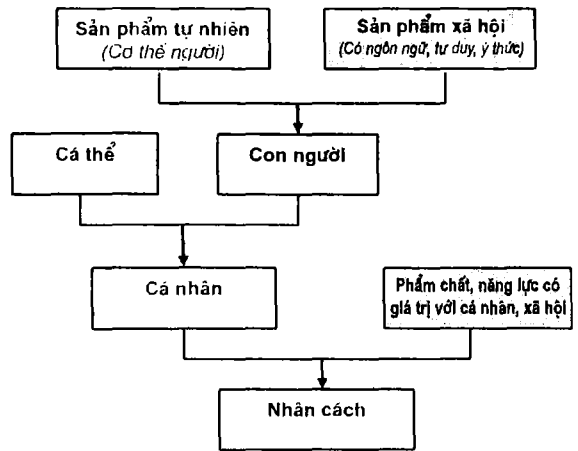 Sản phẩm tự nhiên
(Cơ thể người)
Sản phẩm xã hội
(Có ngôn ngữ, tư duy, ý thức)
Cá thể
Con người
Cá nhân
Phẩm chất, năng lực có
giá trị với cá nhân, xã hội
Nhân cách